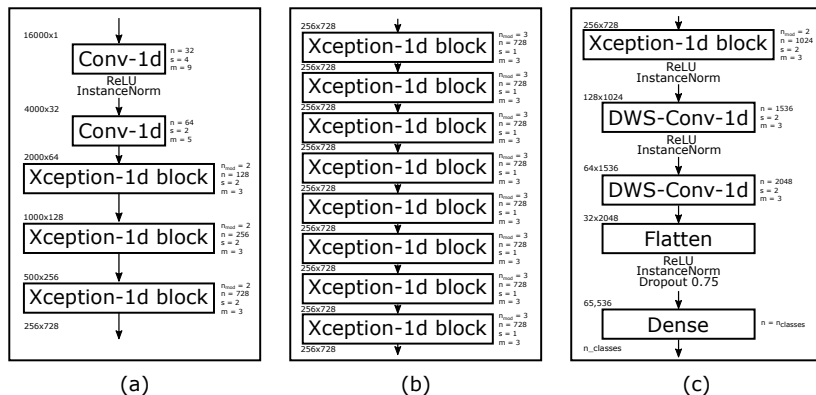 16000x1
Conv-1d
n = 32
s = 4
m = 9
ReLU
InstanceNorm
4000x32
Conv-1d
n = 64
s = 2
m = 5
2000x64
Xception-1d block
nmod = 2
n = 128
s = 2
m = 3
1000x128
Xception-1d block
nmod = 2
n = 256
s = 2
m = 3
500x256
Xception-1d block
nmod = 2
n = 728
s = 2
m = 3
256x728
(a)
256x728
Xception-1d block
nmod = 3
n = 728
s = 1
m = 3
256x728
Xception-1d block
nmod = 3
n = 728
s = 1
m = 3
256x728
Xception-1d block
nmod = 3
n = 728
s = 1
m = 3
256x728
Xception-1d block
nmod = 3
n = 728
s = 1
m = 3
256x728
Xception-1d block
nmod = 3
n = 728
s = 1
m = 3
256x728
Xception-1d block
nmod = 3
n = 728
s = 1
m = 3
256x728
Xception-1d block
nmod = 3
n = 728
s = 1
m = 3
256x728
Xception-1d block
nmod = 3
n = 728
s = 1
m = 3
256x728
(b)
256x728
Xception-1d block
nmod = 2
n = 1024
s = 2
m = 3
ReLU
InstanceNorm
128x1024
DWS-Conv-1d
n = 1536
s = 2
m = 3
ReLU
InstanceNorm
64x1536
DWS-Conv-1d
n = 2048
s = 2
m = 3
32x2048
Flatten
ReLU
InstanceNorm
Dropout 0.75
65,536
Dense
n = nclasses
n_classes
(c)